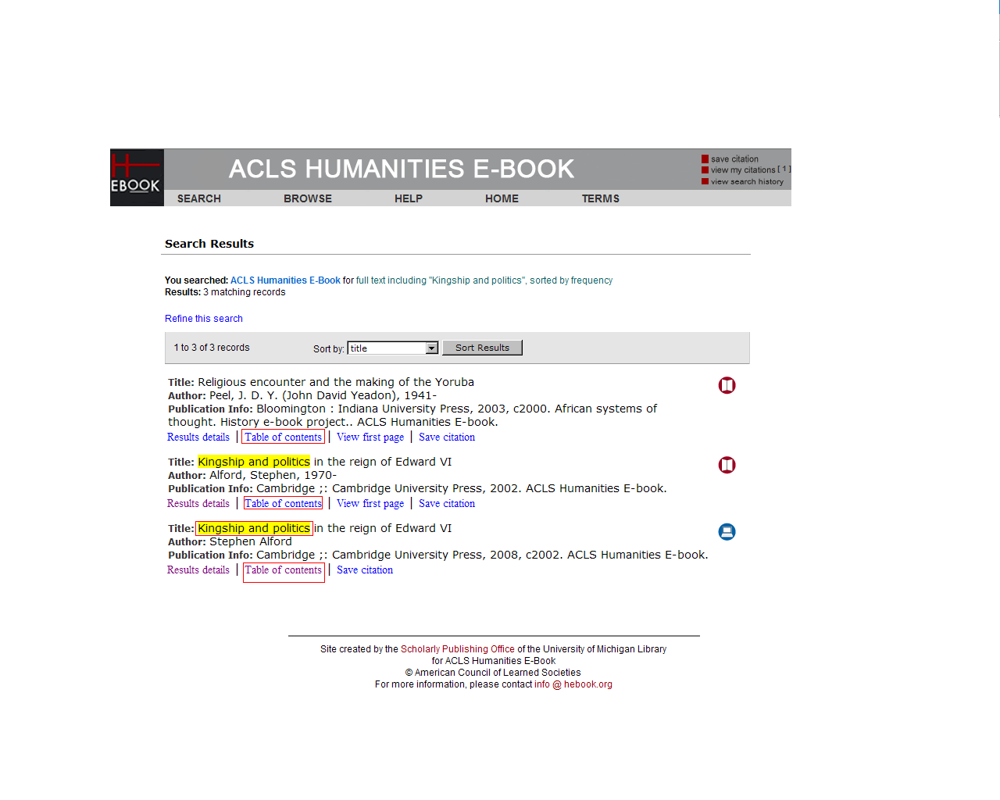 ACLS HUMANITIES E-BOOK
EBOOK
save citation
view my citations [ 1 ]
view search history
SEARCH BROWSE HELP HOME TERMS
Search Results
You searched: ACLS Humanities E-Book for full text including "Kingship and politics", sorted by frequency
Results: 3 matching records
Refine this search
1 to 3 of 3 records Sort by: title Sort Results
Title: Religious encounter and the making of the Yoruba
Author: Peel, J. D. Y. (John David Yeadon), 1941-
Publication Info: Bloomington : Indiana University Press, 2003, c2000. African systems of
thought. History e-book project.. ACLS Humanities E-book.
Results details | Table of contents | View first page | Save citation
Title: Kingship and politics in the reign of Edward VI
Author: Alford, Stephen, 1970-
Publication Info: Cambridge ;: Cambridge University Press, 2002. ACLS Humanities E-book.
Results details | Table of contents | View first page | Save citation
Title: Kingship and politics in the reign of Edward VI
Author: Stephen Alford
Publication Info: Cambridge ;: Cambridge University Press, 2008, c2002. ACLS Humanities E-book.
Results details | Table of contents | Save citation
Site created by the Scholarly Publishing Office of the University of Michigan Library
for ACLS Humanities E-Book
© American Council of Learned Societies
For more information, please contact info @ hebook.org